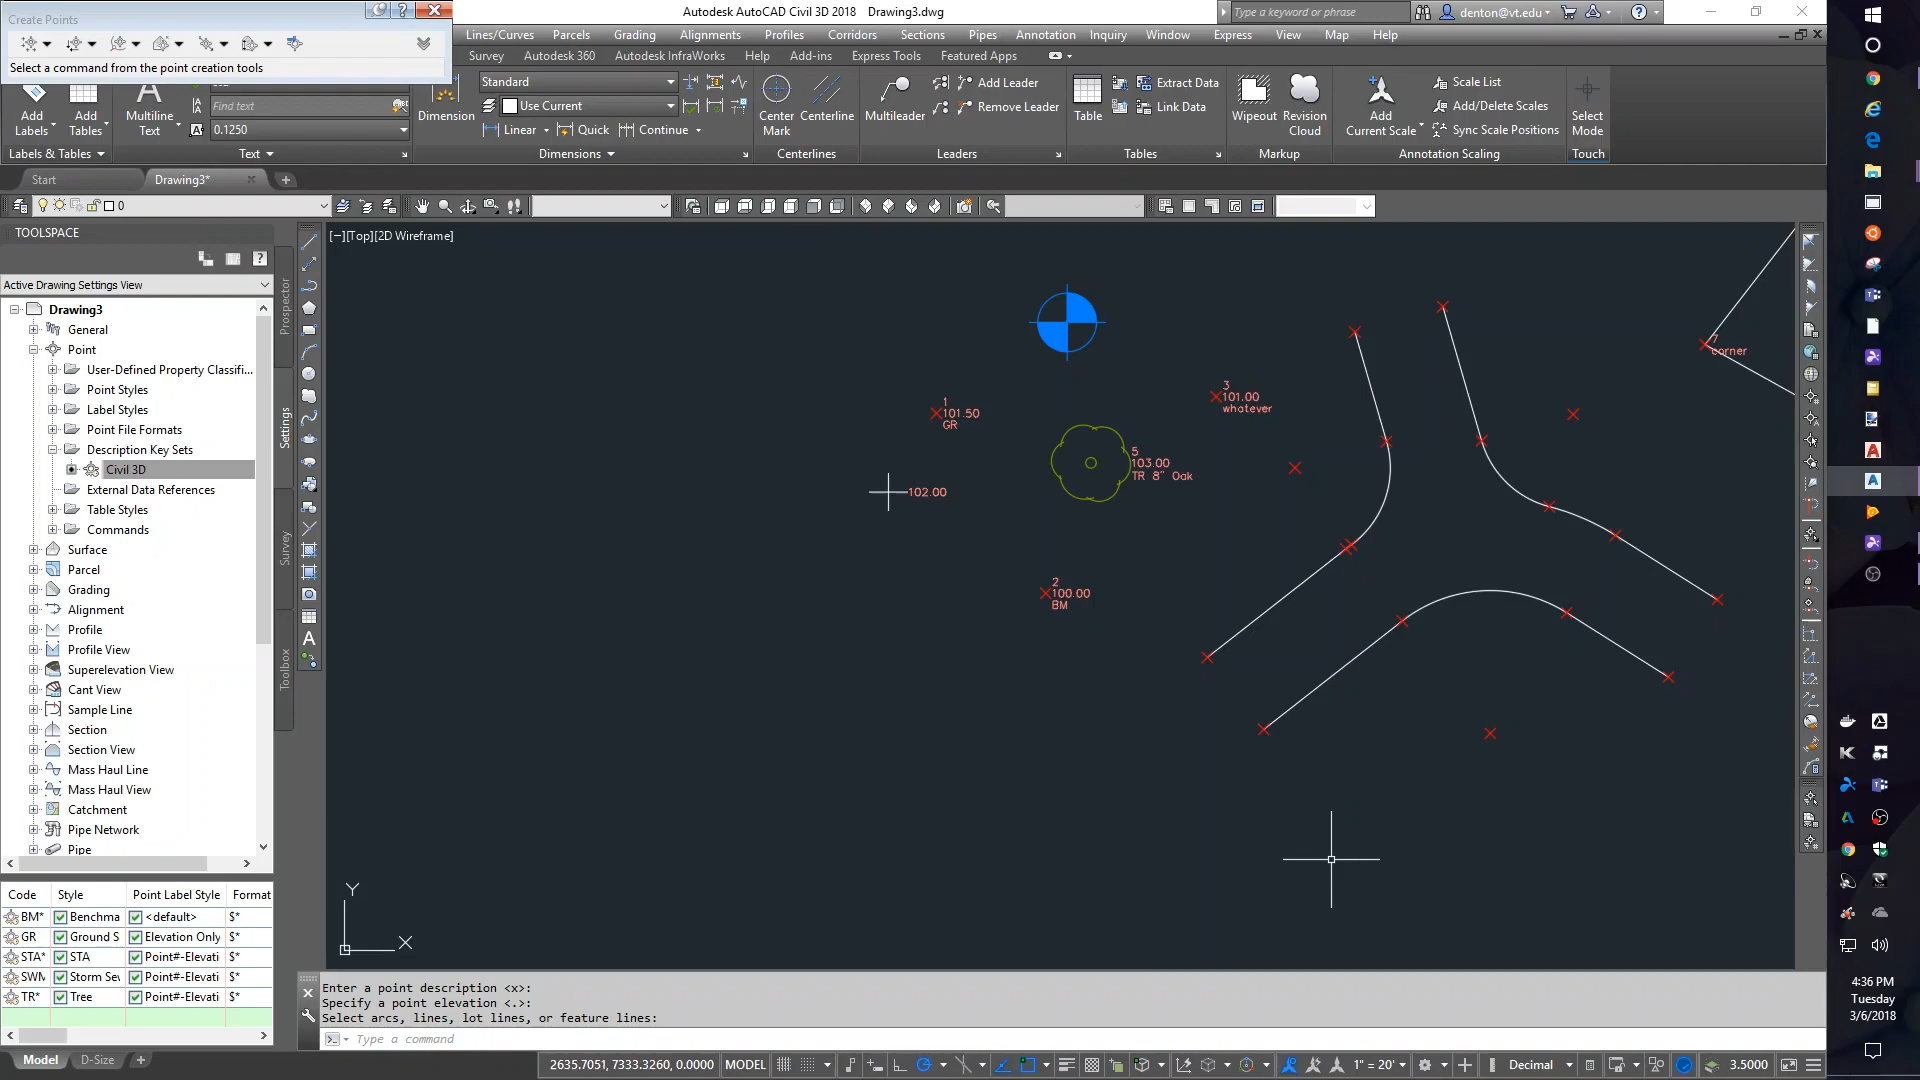 Create Points
Select a command from the point creation tools
Autodesk AutoCAD Civil 3D 2018 Drawing3.dwg
Type a keyword or phrase
denton@vt.edu
Lines/Curves Parcels Grading Alignments Profiles Corridors Sections Pipes Annotation Inquiry Window Express View Map Help
Survey Autodesk 360 Autodesk InfraWorks Help Add-ins Express Tools Featured Apps
Add Labels
Add Tables
Labels & Tables
Multiline Text
Find text
0.1250
Text
Dimension
Standard
Use Current
Linear Quick Continue
Dimensions
Center Mark
Centerline
Centerlines
Multileader
Add Leader
Remove Leader
Leaders
Table
Extract Data
Link Data
Tables
Wipeout
Revision Cloud
Markup
Add Current Scale
Scale List
Add/Delete Scales
Sync Scale Positions
Annotation Scaling
Select Mode
Touch
Start Drawing3*
0
TOOLSPACE
Active Drawing Settings View
Drawing3
General
Point
User-Defined Property Classifi...
Point Styles
Label Styles
Point File Formats
Description Key Sets
Civil 3D
External Data References
Table Styles
Commands
Surface
Parcel
Grading
Alignment
Profile
Profile View
Superelevation View
Cant View
Sample Line
Section
Section View
Mass Haul Line
Mass Haul View
Catchment
Pipe Network
Pipe
Prospector
Settings
Survey
Toolbox
Code Style Point Label Style Format
BM* Benchma <default> $*
GR Ground S Elevation Only $*
STA* STA Point#-Elevati $*
SWM Storm Sev Point#-Elevati $*
TR* Tree Point#-Elevati $*
[−][Top][2D Wireframe]
1
101.50
GR
3
101.00
whatever
5
103.00
TR 8" Oak
102.00
2
100.00
BM
7
corner
Y
X
Enter a point description <x>:
Specify a point elevation <.>:
Select arcs, lines, lot lines, or feature lines:
Type a command
Model D-Size
2635.7051, 7333.3260, 0.0000 MODEL
1" = 20'
Decimal
3.5000
4:36 PM
Tuesday
3/6/2018